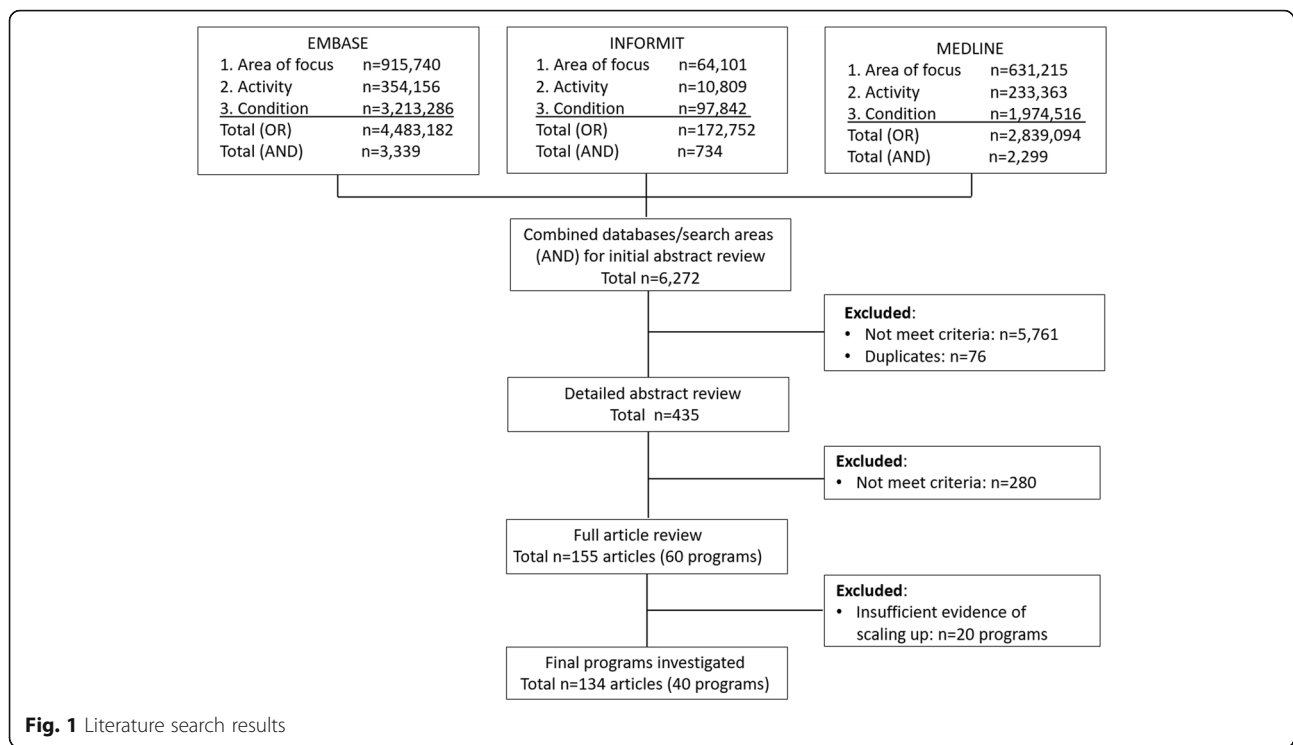 EMBASE
1. Area of focus n=915,740
2. Activity n=354,156
3. Condition n=3,213,286
Total (OR) n=4,483,182
Total (AND) n=3,339
INFORMIT
1. Area of focus n=64,101
2. Activity n=10,809
3. Condition n=97,842
Total (OR) n=172,752
Total (AND) n=734
MEDLINE
1. Area of focus n=631,215
2. Activity n=233,363
3. Condition n=1,974,516
Total (OR) n=2,839,094
Total (AND) n=2,299
Combined databases/search areas
(AND) for initial abstract review
Total n=6,272
Excluded:
• Not meet criteria: n=5,761
• Duplicates: n=76
Detailed abstract review
Total n=435
Excluded:
• Not meet criteria: n=280
Full article review
Total n=155 articles (60 programs)
Excluded:
• Insufficient evidence of
scaling up: n=20 programs
Final programs investigated
Total n=134 articles (40 programs)
Fig. 1 Literature search results